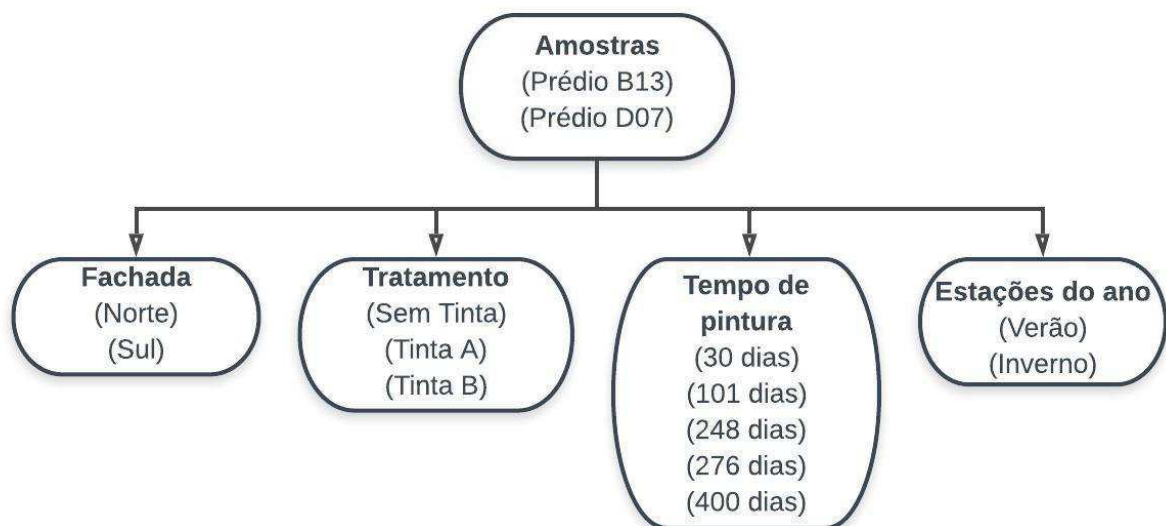 Amostras
(Prédio B13)
(Prédio D07)
Fachada
(Norte)
(Sul)
Tratamento
(Sem Tinta)
(Tinta A)
(Tinta B)
Tempo de
pintura
(30 dias)
(101 dias)
(248 dias)
(276 dias)
(400 dias)
Estações do ano
(Verão)
(Inverno)